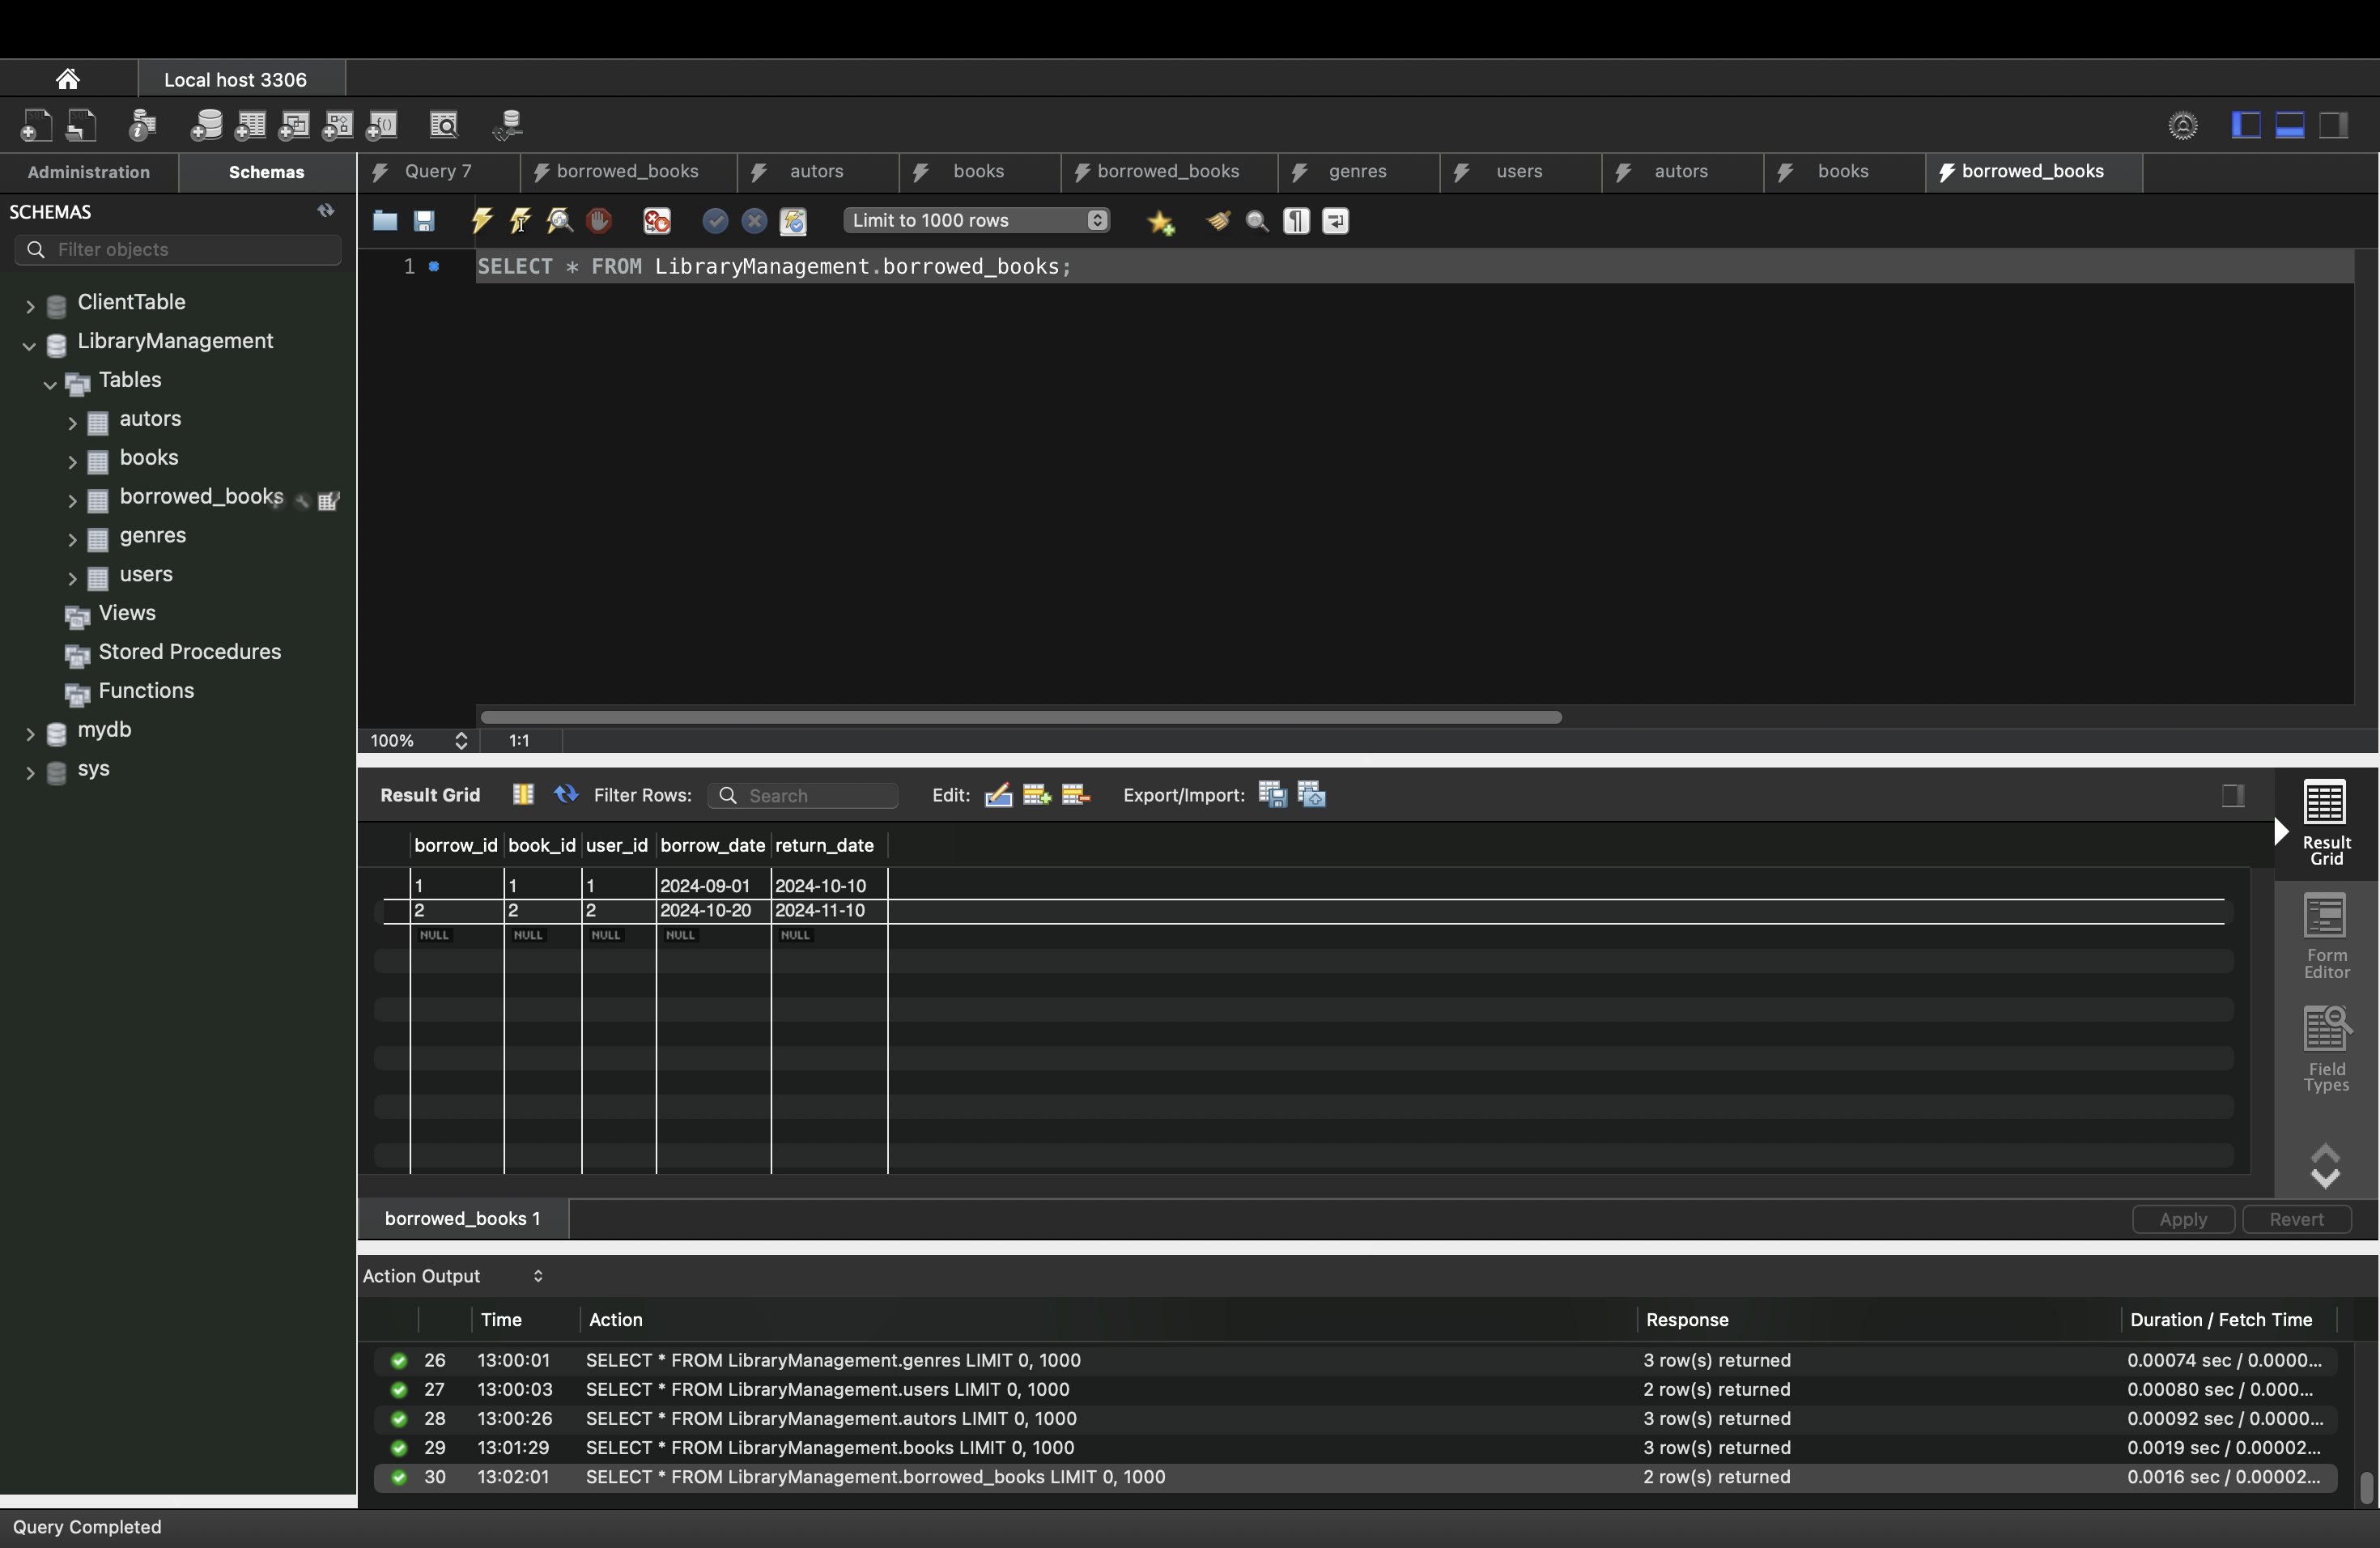 Local host 3306
Administration
Schemas
Query 7
borrowed_books
autors
books
borrowed_books
genres
users
autors
books
borrowed_books
SCHEMAS
Filter objects
ClientTable
LibraryManagement
Tables
autors
books
borrowed_books
genres
users
Views
Stored Procedures
Functions
mydb
sys
Limit to 1000 rows
1 SELECT * FROM LibraryManagement.borrowed_books;
100% 1:1
Result Grid Filter Rows: Search Edit: Export/Import:
borrow_id book_id user_id borrow_date return_date
1 1 1 2024-09-01 2024-10-10
2 2 2 2024-10-20 2024-11-10
NULL NULL NULL NULL NULL
Result
Grid
Form
Editor
Field
Types
borrowed_books 1
Apply Revert
Action Output
Time Action Response Duration / Fetch Time
26 13:00:01 SELECT * FROM LibraryManagement.genres LIMIT 0, 1000 3 row(s) returned 0.00074 sec / 0.0000...
27 13:00:03 SELECT * FROM LibraryManagement.users LIMIT 0, 1000 2 row(s) returned 0.00080 sec / 0.000...
28 13:00:26 SELECT * FROM LibraryManagement.autors LIMIT 0, 1000 3 row(s) returned 0.00092 sec / 0.0000...
29 13:01:29 SELECT * FROM LibraryManagement.books LIMIT 0, 1000 3 row(s) returned 0.0019 sec / 0.00002...
30 13:02:01 SELECT * FROM LibraryManagement.borrowed_books LIMIT 0, 1000 2 row(s) returned 0.0016 sec / 0.00002...
Query Completed